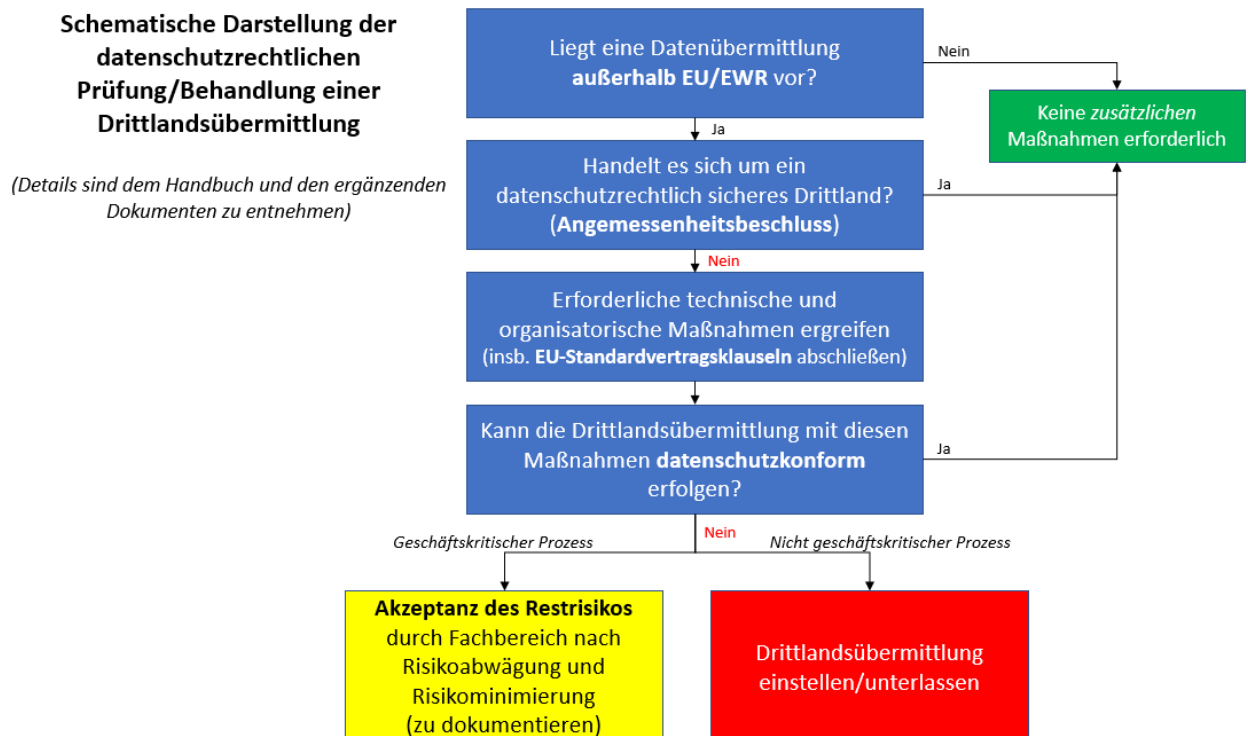 Schematische Darstellung der
datenschutzrechtlichen
Prüfung/Behandlung einer
Drittlandsübermittlung
(Details sind dem Handbuch und den ergänzenden
Dokumenten zu entnehmen)
Liegt eine Datenübermittlung
außerhalb EU/EWR vor?
Nein
Keine zusätzlichen
Maßnahmen erforderlich
Ja
Handelt es sich um ein
datenschutzrechtlich sicheres Drittland?
(Angemessenheitsbeschluss)
Ja
Nein
Erforderliche technische und
organisatorische Maßnahmen ergreifen
(insb. EU-Standardvertragsklauseln abschließen)
Kann die Drittlandsübermittlung mit diesen
Maßnahmen datenschutzkonform
erfolgen?
Ja
Nein
Geschäftskritischer Prozess
Nicht geschäftskritischer Prozess
Akzeptanz des Restrisikos
durch Fachbereich nach
Risikoabwägung und
Risikominimierung
(zu dokumentieren)
Drittlandsübermittlung
einstellen/unterlassen